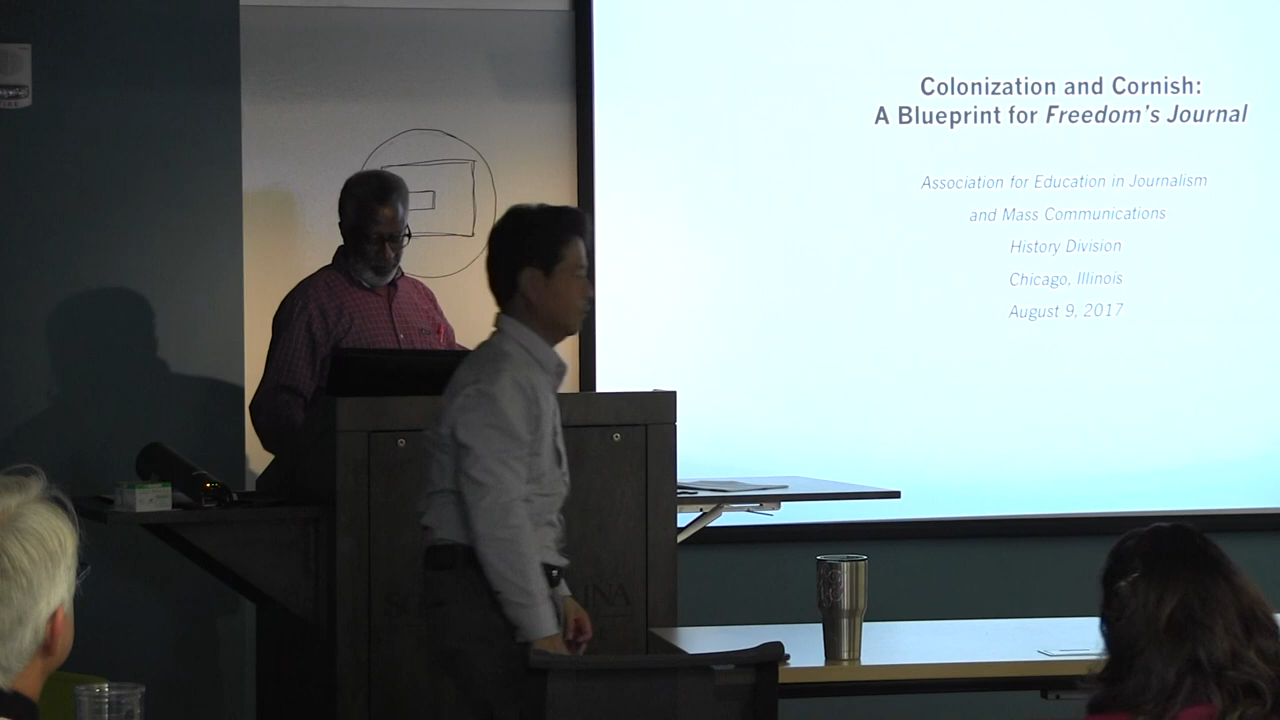 Colonization and Cornish:
A Blueprint for Freedom's Journal
Association for Education in Journalism
and Mass Communications
History Division
Chicago, Illinois
August 9, 2017
FIRE